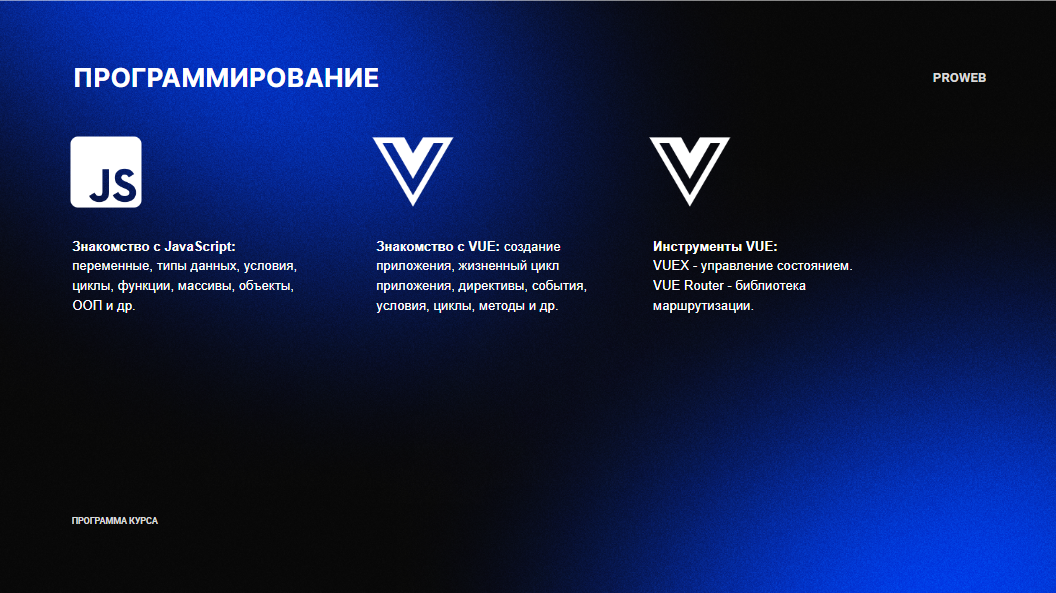 ПРОГРАММИРОВАНИЕ
PROWEB
JS
Знакомство с JavaScript:
переменные, типы данных, условия,
циклы, функции, массивы, объекты,
ООП и др.
Знакомство с VUE: создание
приложения, жизненный цикл
приложения, директивы, события,
условия, циклы, методы и др.
Инструменты VUE:
VUEX - управление состоянием.
VUE Router - библиотека
маршрутизации.
ПРОГРАММА КУРСА